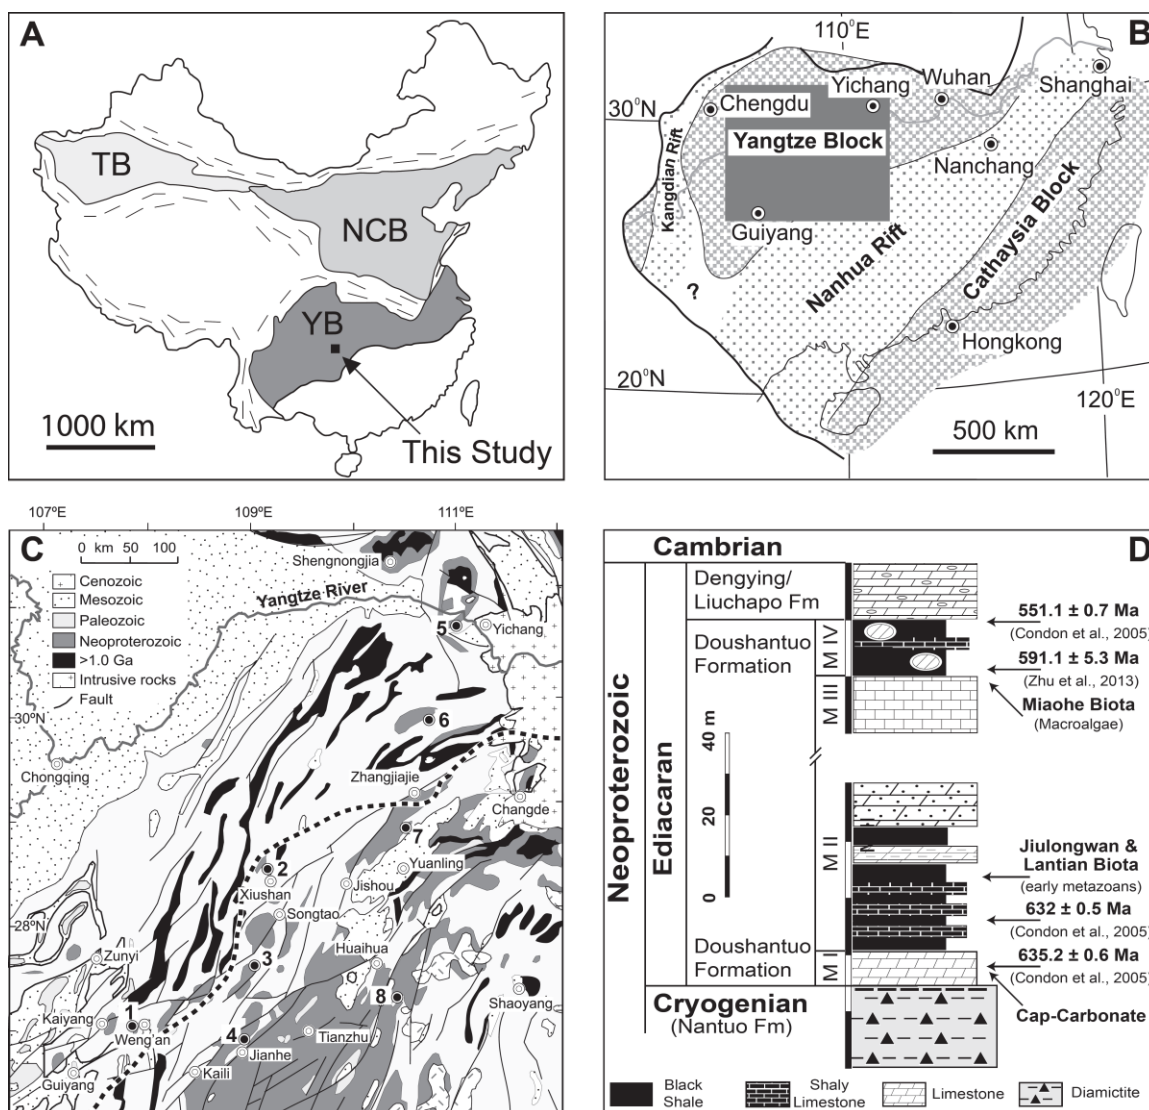 A
TB
NCB
YB
1000 km
This Study
B
110°E
30°N
Chengdu
Yichang
Wuhan
Shanghai
Yangtze Block
Nanchang
Kangdian Rift
Guiyang
Nanhua Rift
Cathaysia Block
?
Hongkong
20°N
120°E
500 km
107°E
109°E
111°E
C
0 km 50 100
Cenozoic
Mesozoic
Paleozoic
Neoproterozoic
>1.0 Ga
Intrusive rocks
Fault
Shengnongjia
Yangtze River
5
Yichang
30°N
6
Chongqing
Zhangjiajie
Changde
7
2
Yuanling
Xiushan
Jishou
Songtao
28°N
Zunyi
Huaihua
3
8
Shaoyang
Kaiyang
1
Weng'an
4
Tianzhu
Jianhe
Guiyang
Kaili
D
Cambrian
Neoproterozoic
Ediacaran
Dengying/
Liuchapo Fm
Doushantuo
Formation
M IV
M III
M II
M I
551.1 ± 0.7 Ma
(Condon et al., 2005)
591.1 ± 5.3 Ma
(Zhu et al., 2013)
Miaohe Biota
(Macroalgae)
0 20 40 m
Jiulongwan &
Lantian Biota
(early metazoans)
632 ± 0.5 Ma
(Condon et al., 2005)
Doushantuo
Formation
635.2 ± 0.6 Ma
(Condon et al., 2005)
Cap-Carbonate
Cryogenian
(Nantuo Fm)
Black
Shale
Shaly
Limestone
Limestone
Diamictite